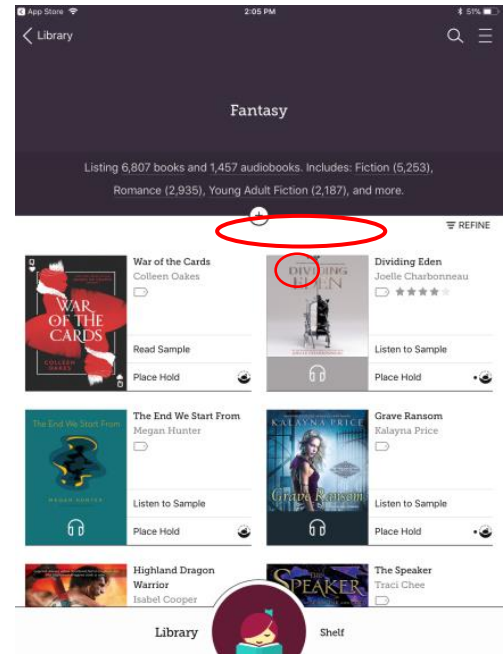 App Store
2:05 PM
51%
Library
Fantasy
Listing 6,807 books and 1,457 audiobooks. Includes: Fiction (5,253),
Romance (2,935), Young Adult Fiction (2,187), and more.
REFINE
WAR
OF THE
CARDS
COLLEEN
OAKES
War of the Cards
Colleen Oakes
Read Sample
Place Hold
DIVIDING
EDEN
JOELLE CHARBONNEAU
Dividing Eden
Joelle Charbonneau
Listen to Sample
Place Hold
The End We Start From
MEGAN HUNTER
The End We Start From
Megan Hunter
Listen to Sample
Place Hold
KALAYNA PRICE
Grave Ransom
Grave Ransom
Kalayna Price
Listen to Sample
Place Hold
Highland Dragon
Warrior
Isabel Cooper
THE
SPEAKER
The Speaker
Traci Chee
Library
Shelf